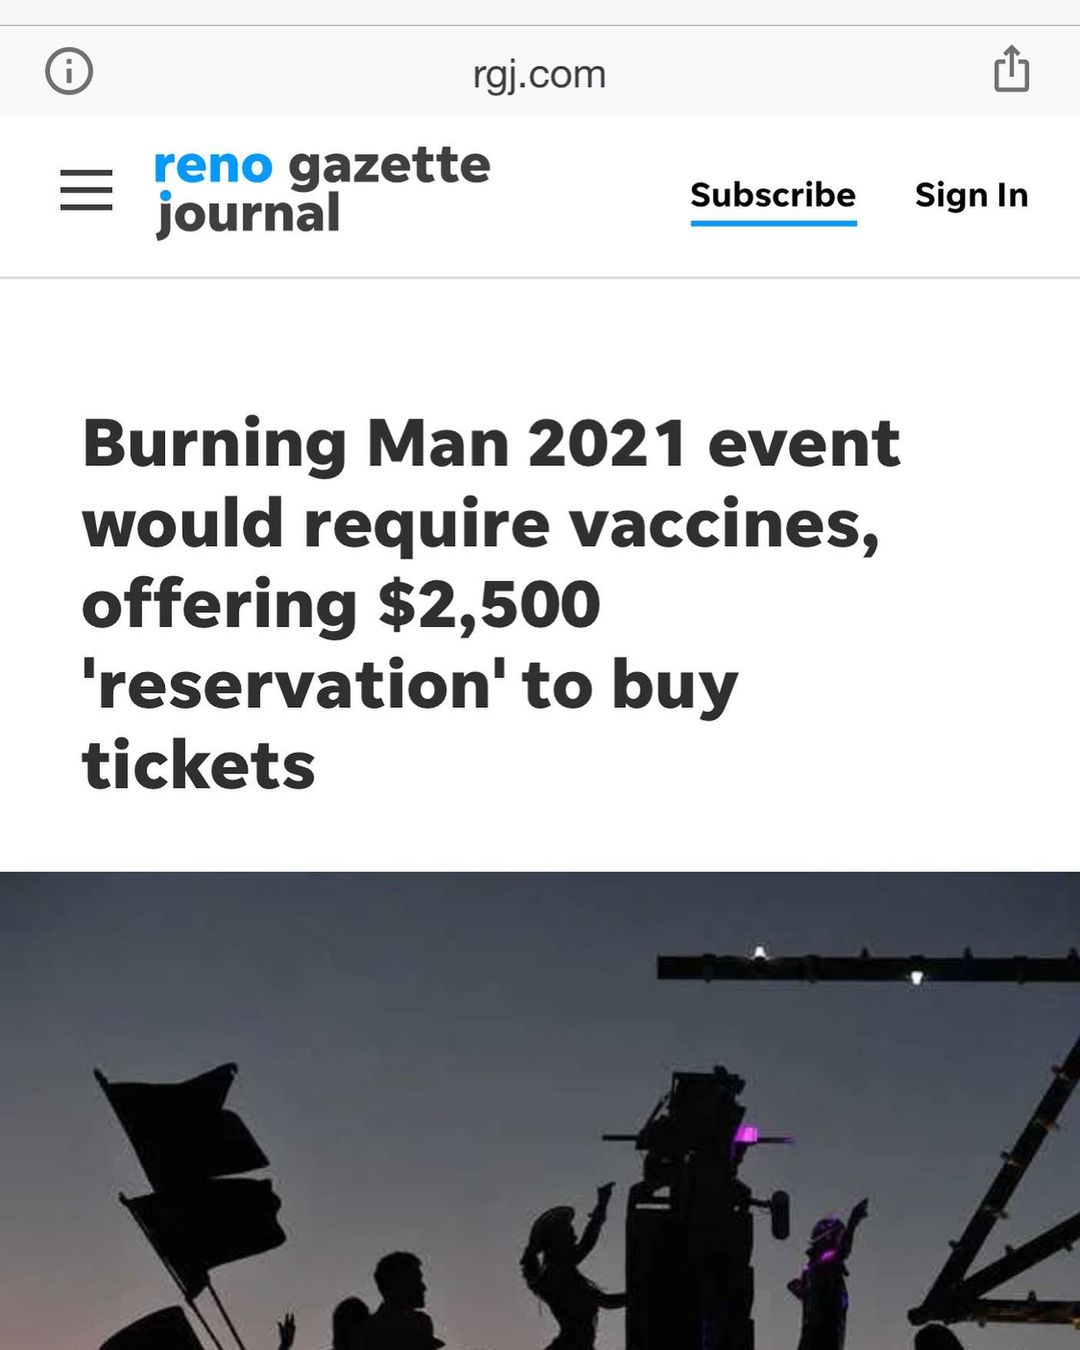 rgj.com
reno gazette
journal
Subscribe Sign In
Burning Man 2021 event
would require vaccines,
offering $2,500
'reservation' to buy
tickets